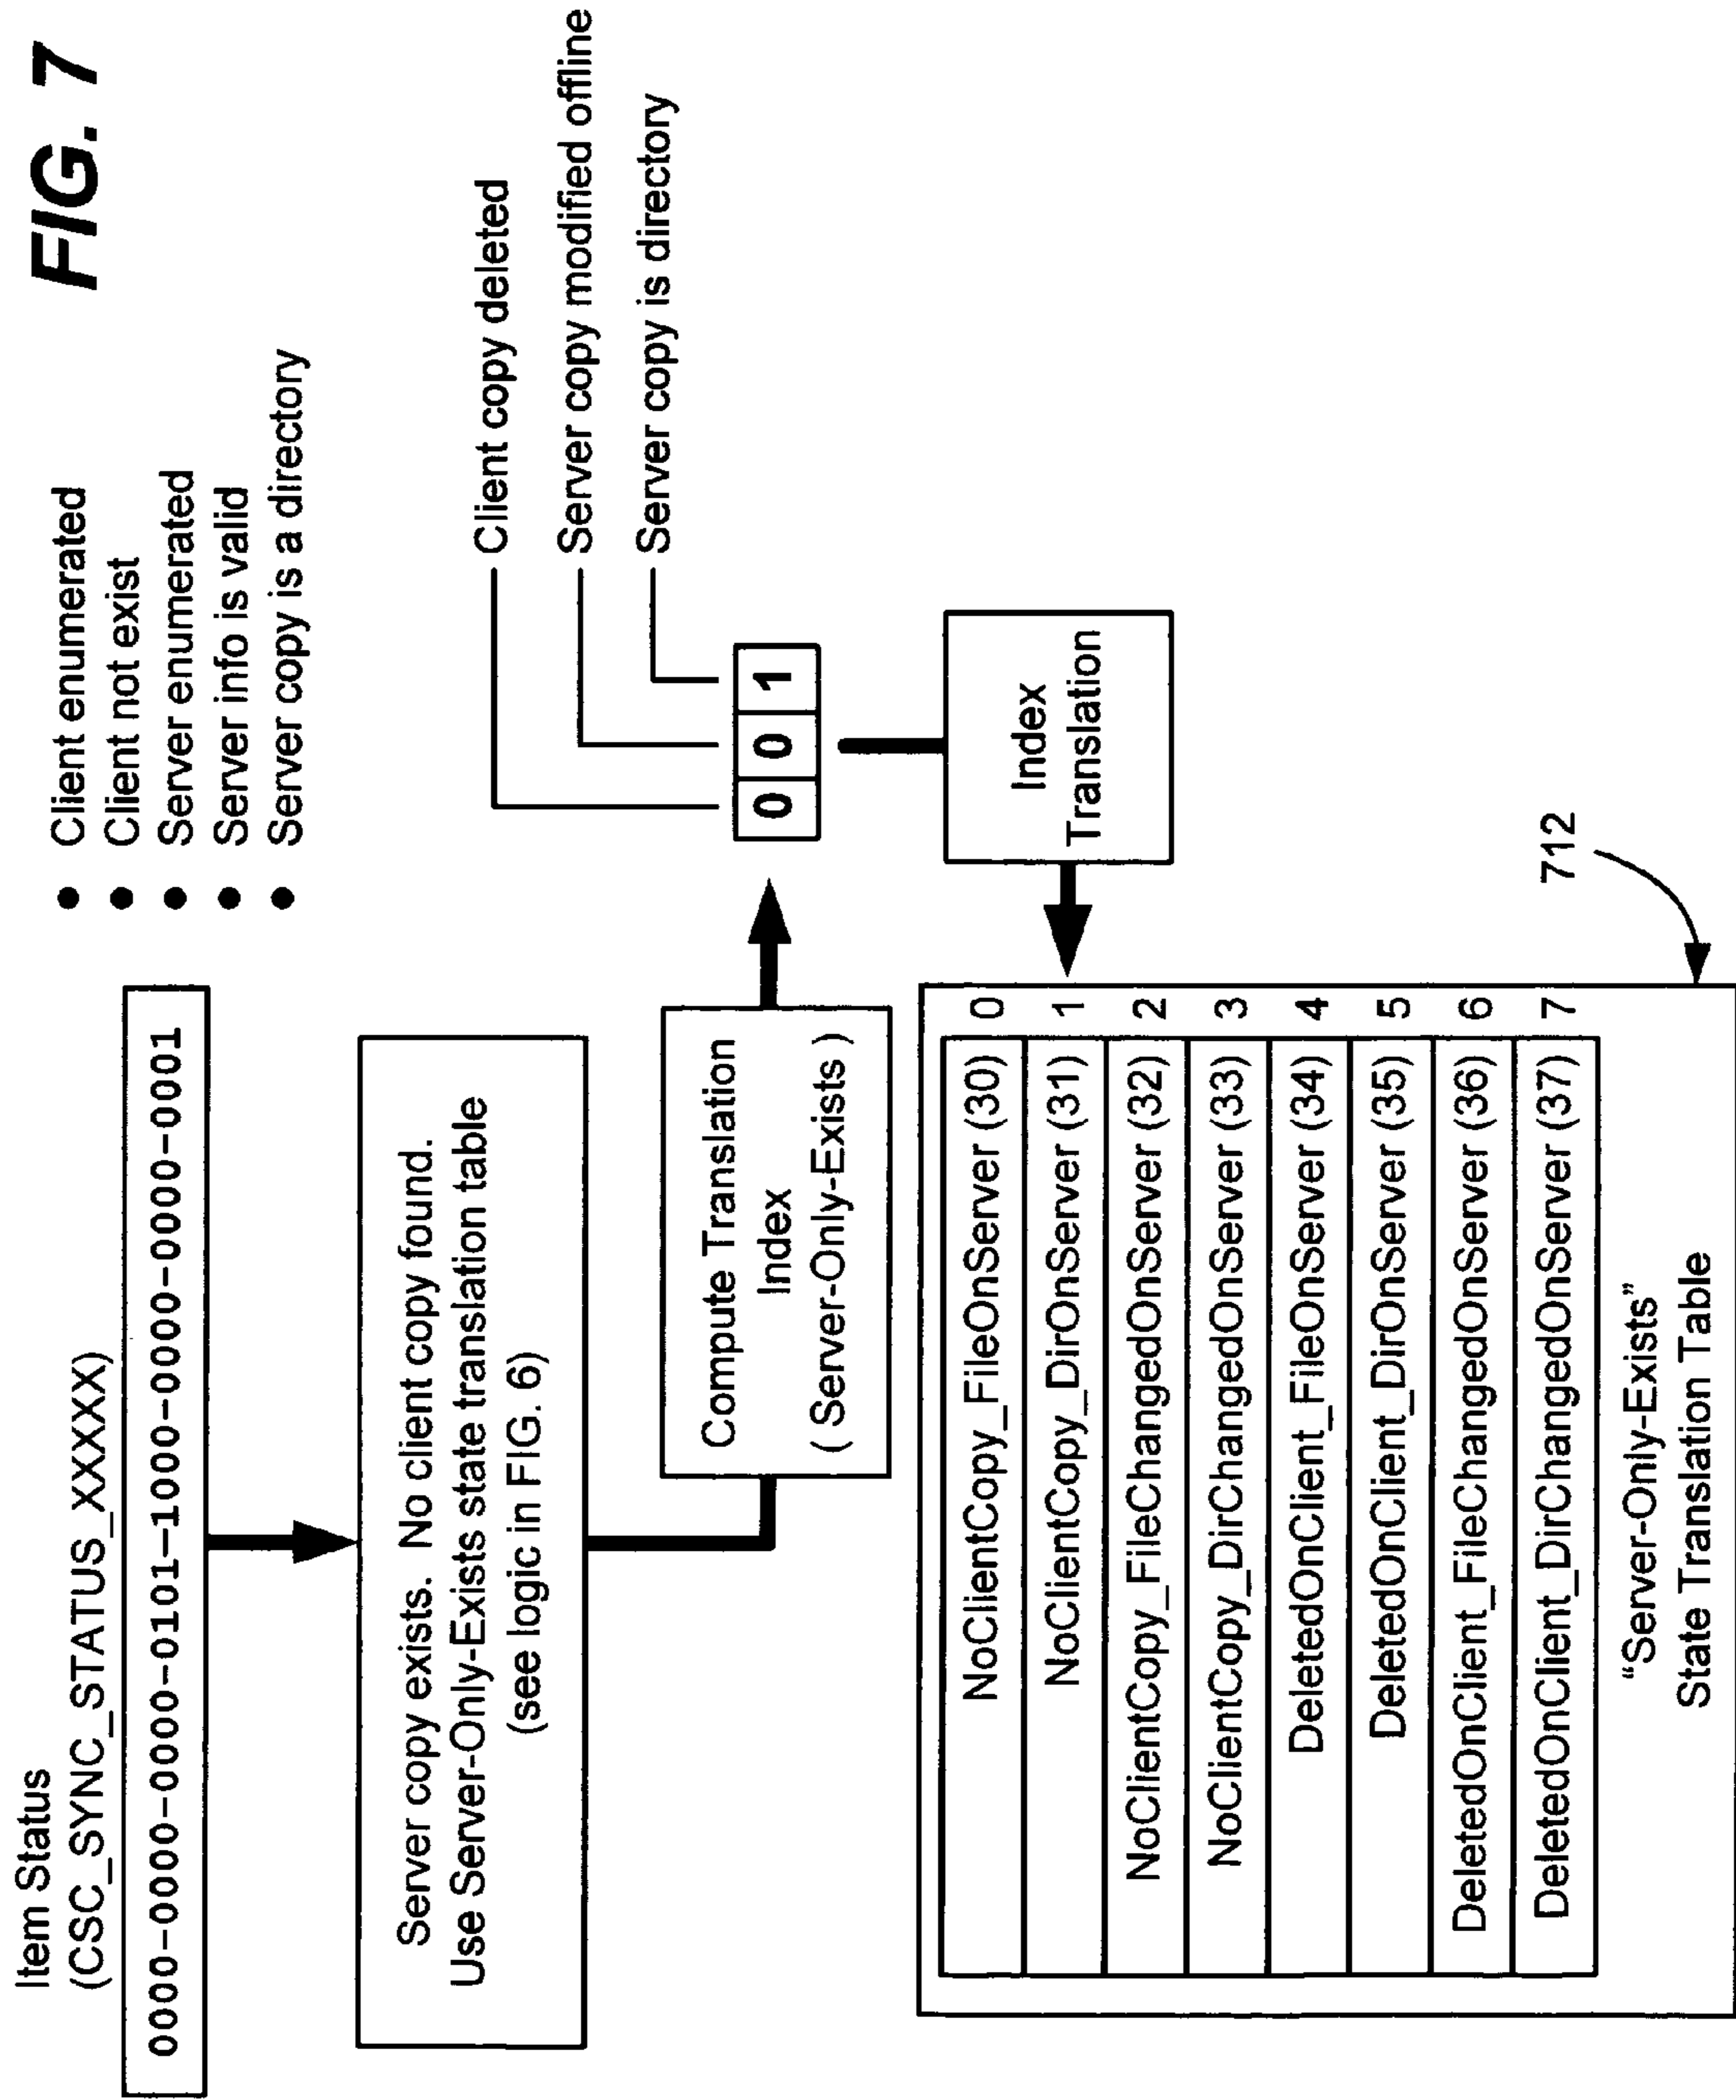 FIG. 7
Item Status
(CSC_SYNC_STATUS_XXXXX)
0000-0000-0000-0101-1000-0000-0000-0001
• Client enumerated
• Client not exist
• Server enumerated
• Server info is valid
• Server copy is a directory
Server copy exists. No client copy found.
Use Server-Only-Exists state translation table
(see logic in FIG. 6)
Compute Translation
Index
( Server-Only-Exists )
Client copy deleted
Server copy modified offline
Server copy is directory
0 0 1
Index
Translation
NoClientCopy_FileOnServer (30) 0
NoClientCopy_DirOnServer (31) 1
NoClientCopy_FileChangedOnServer (32) 2
NoClientCopy_DirChangedOnServer (33) 3
DeletedOnClient_FileOnServer (34) 4
DeletedOnClient_DirOnServer (35) 5
DeletedOnClient_FileChangedOnServer (36) 6
DeletedOnClient_DirChangedOnServer (37) 7
“Server-Only-Exists”
State Translation Table
712